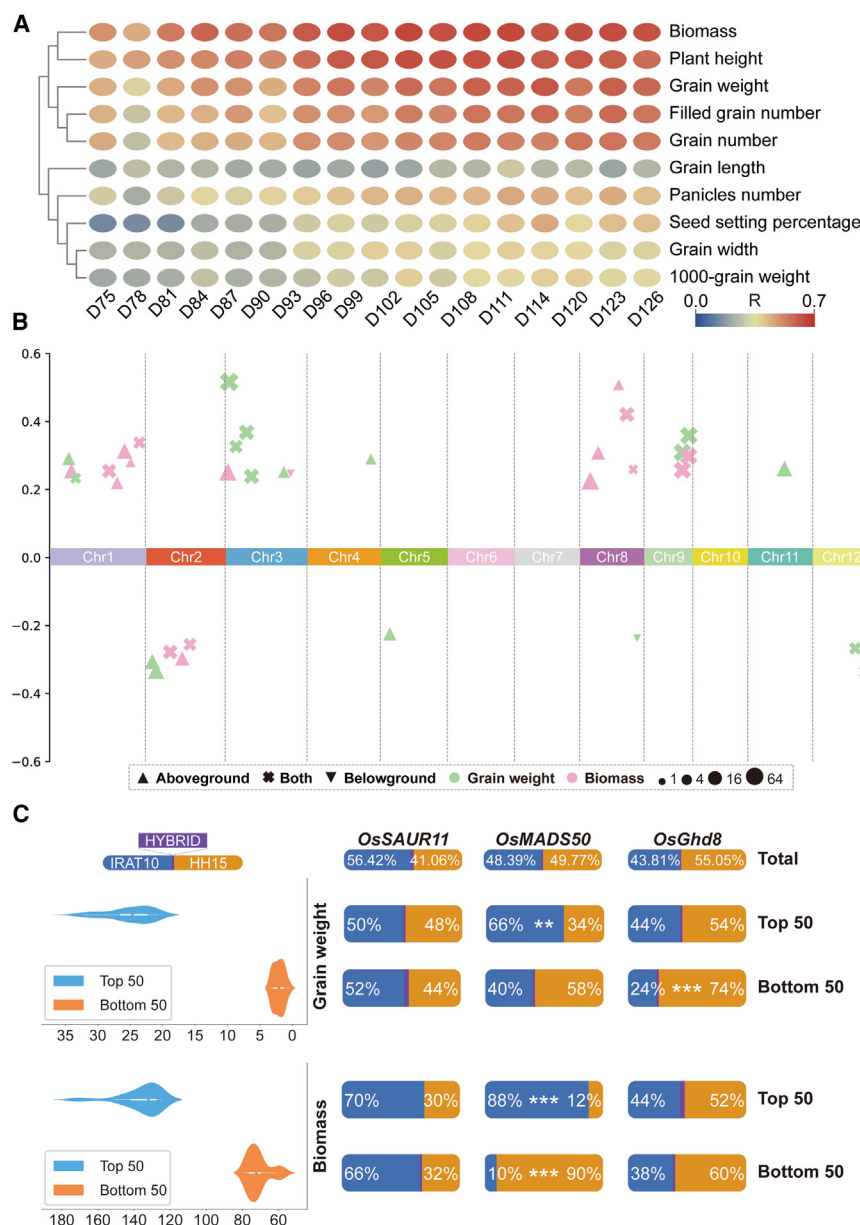 A
Biomass
Plant height
Grain weight
Filled grain number
Grain number
Grain length
Panicles number
Seed setting percentage
Grain width
1000-grain weight
D75 D78 D81 D84 D87 D90 D93 D96 D99 D102 D105 D108 D111 D114 D120 D123 D126
0.0 R 0.7
B
0.6
0.4
0.2
0.0
−0.2
−0.4
−0.6
Chr1 Chr2 Chr3 Chr4 Chr5 Chr6 Chr7 Chr8 Chr9 Chr10 Chr11 Chr12
Aboveground Both Belowground Grain weight Biomass 1 4 16 64
C
HYBRID
IRAT10 HH15
OsSAUR11 OsMADS50 OsGhd8
56.42% 41.06% 48.39% 49.77% 43.81% 55.05% Total
Grain weight
50% 48% 66% ** 34% 44% 54% Top 50
Top 50
Bottom 50
52% 44% 40% 58% 24% *** 74% Bottom 50
35 30 25 20 15 10 5 0
Biomass
70% 30% 88% *** 12% 44% 52% Top 50
Top 50
Bottom 50
66% 32% 10% *** 90% 38% 60% Bottom 50
180 160 140 120 100 80 60